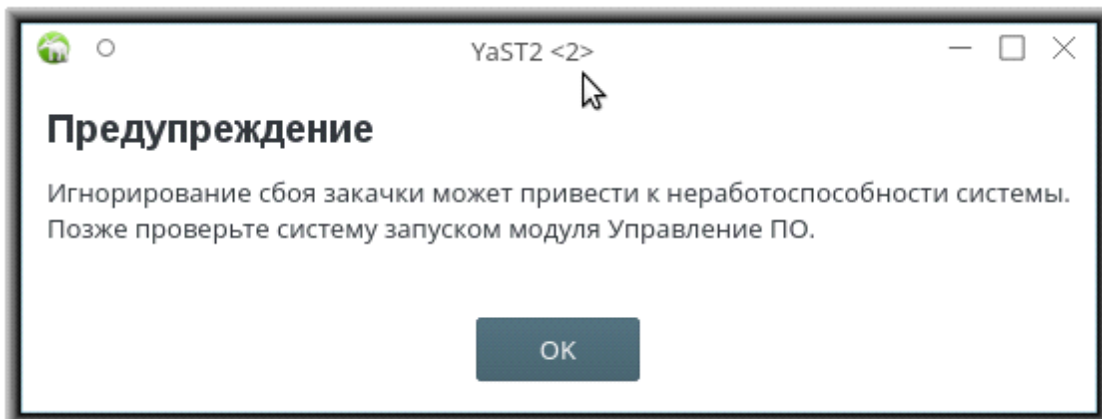 YaST2 <2>
Предупреждение
Игнорирование сбоя закачки может привести к неработоспособности системы.
Позже проверьте систему запуском модуля Управление ПО.
OK